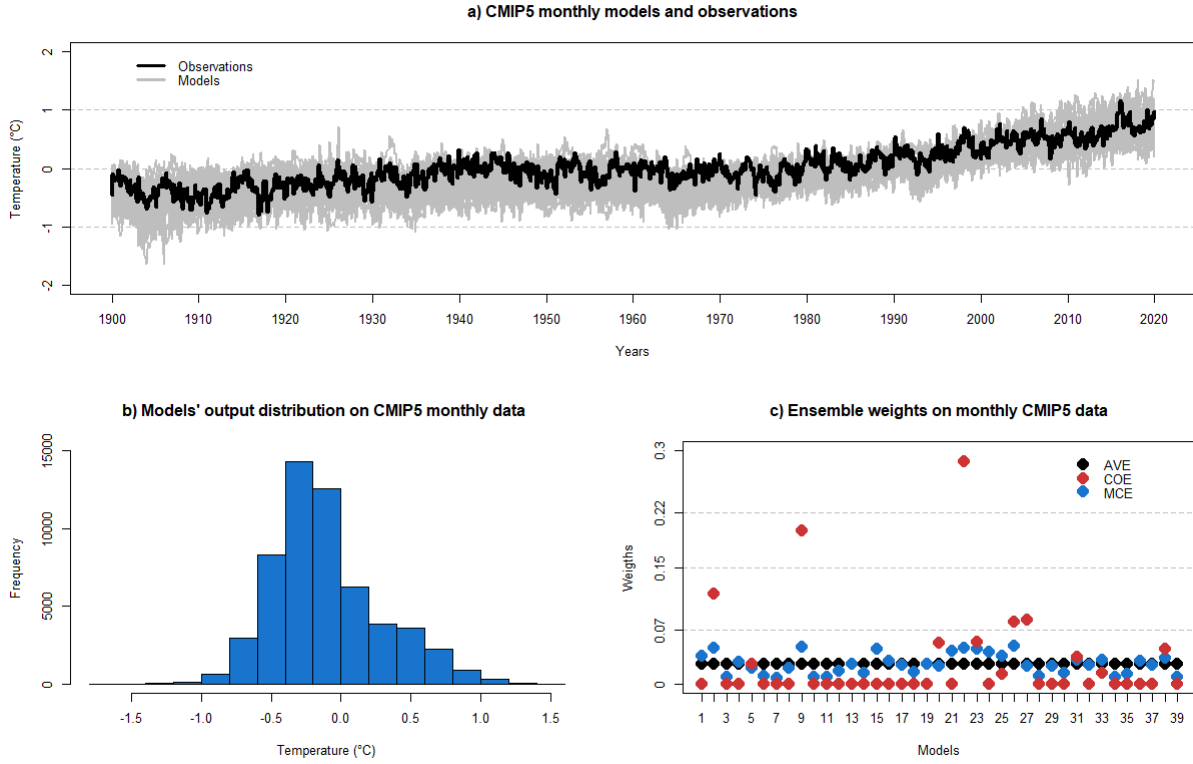 a) CMIP5 monthly models and observations
Temperature (°C)
2
1
0
-1
-2
Observations
Models
1900 1910 1920 1930 1940 1950 1960 1970 1980 1990 2000 2010 2020
Years
b) Models' output distribution on CMIP5 monthly data
Frequency
15000
10000
5000
0
-1.5 -1.0 -0.5 0.0 0.5 1.0 1.5
Temperature (°C)
c) Ensemble weights on monthly CMIP5 data
Weigths
0.3
0.22
0.15
0.07
0
AVE
COE
MCE
1 3 5 7 9 11 13 15 17 19 21 23 25 27 29 31 33 35 37 39
Models